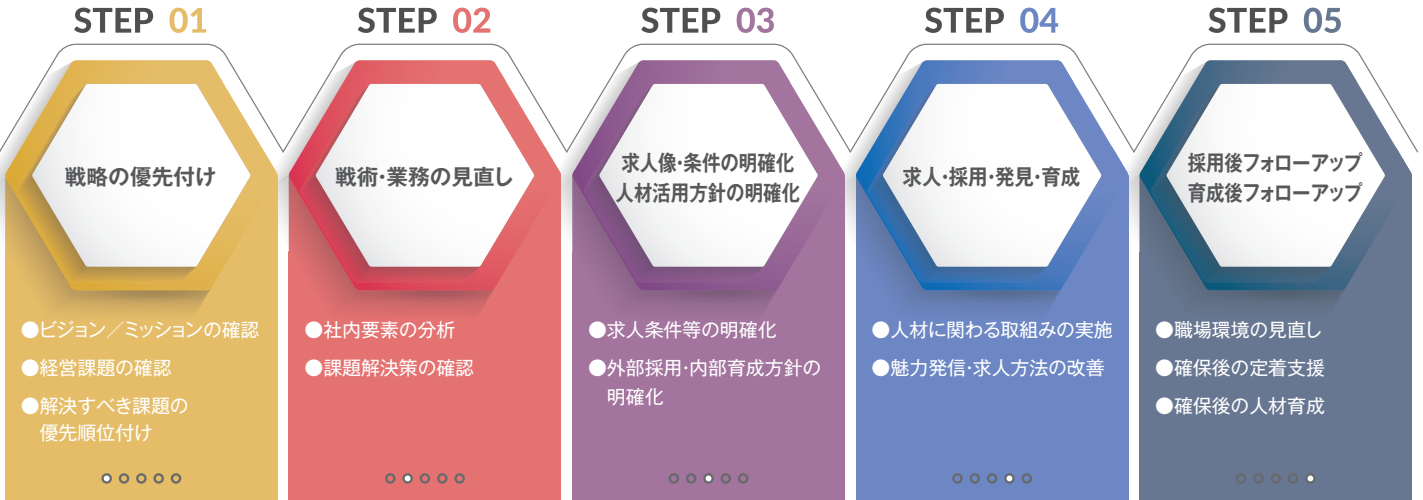 STEP 01
戦略の優先付け
●ビジョン／ミッションの確認
●経営課題の確認
●解決すべき課題の
優先順位付け
STEP 02
戦術･業務の見直し
●社内要素の分析
●課題解決策の確認
STEP 03
求人像･条件の明確化
人材活用方針の明確化
●求人条件等の明確化
●外部採用･内部育成方針の
明確化
STEP 04
求人･採用･発見･育成
●人材に関わる取組みの実施
●魅力発信･求人方法の改善
STEP 05
採用後フォローアップ
育成後フォローアップ
●職場環境の見直し
●確保後の定着支援
●確保後の人材育成